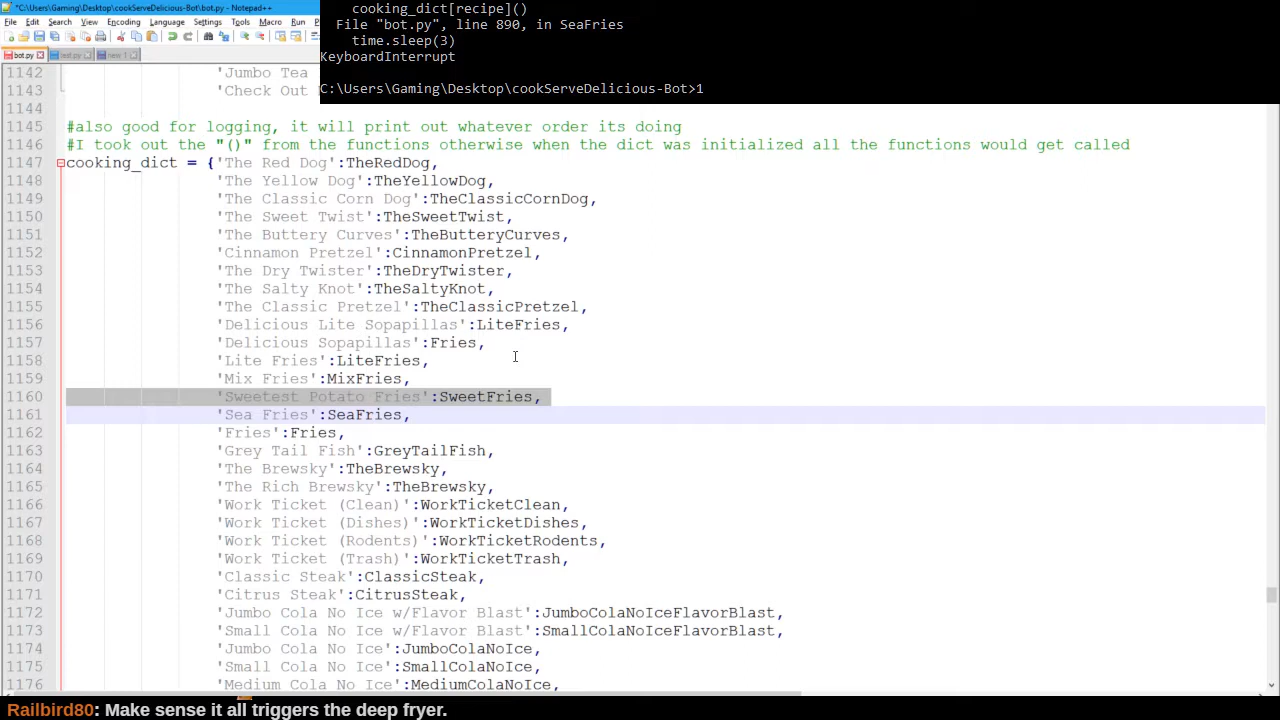 *C:\Users\Gaming\Desktop\cookServeDelicious-Bot\bot.py - Notepad++
File Edit Search View Encoding Language Settings Tools Macro Run
bot.py new 1
cooking_dict[recipe]()
File "bot.py", line 890, in SeaFries
time.sleep(3)
KeyboardInterrupt
C:\Users\Gaming\Desktop\cookServeDelicious-Bot>1
1142 'Jumbo Tea
1143 'Check Out
1144
1145 #also good for logging, it will print out whatever order its doing
1146 #I took out the "()" from the functions otherwise when the dict was initialized all the functions would get called
1147 cooking_dict = {'The Red Dog':TheRedDog,
1148 'The Yellow Dog':TheYellowDog,
1149 'The Classic Corn Dog':TheClassicCornDog,
1150 'The Sweet Twist':TheSweetTwist,
1151 'The Buttery Curves':TheButteryCurves,
1152 'Cinnamon Pretzel':CinnamonPretzel,
1153 'The Dry Twister':TheDryTwister,
1154 'The Salty Knot':TheSaltyKnot,
1155 'The Classic Pretzel':TheClassicPretzel,
1156 'Delicious Lite Sopapillas':LiteFries,
1157 'Delicious Sopapillas':Fries,
1158 'Lite Fries':LiteFries,
1159 'Mix Fries':MixFries,
1160 'Sweetest Potato Fries':SweetFries,
1161 'Sea Fries':SeaFries,
1162 'Fries':Fries,
1163 'Grey Tail Fish':GreyTailFish,
1164 'The Brewsky':TheBrewsky,
1165 'The Rich Brewsky':TheBrewsky,
1166 'Work Ticket (Clean)':WorkTicketClean,
1167 'Work Ticket (Dishes)':WorkTicketDishes,
1168 'Work Ticket (Rodents)':WorkTicketRodents,
1169 'Work Ticket (Trash)':WorkTicketTrash,
1170 'Classic Steak':ClassicSteak,
1171 'Citrus Steak':CitrusSteak,
1172 'Jumbo Cola No Ice w/Flavor Blast':JumboColaNoIceFlavorBlast,
1173 'Small Cola No Ice w/Flavor Blast':SmallColaNoIceFlavorBlast,
1174 'Jumbo Cola No Ice':JumboColaNoIce,
1175 'Small Cola No Ice':SmallColaNoIce,
1176 'Medium Cola No Ice':MediumColaNoIce,
Railbird80: Make sense it all triggers the deep fryer.